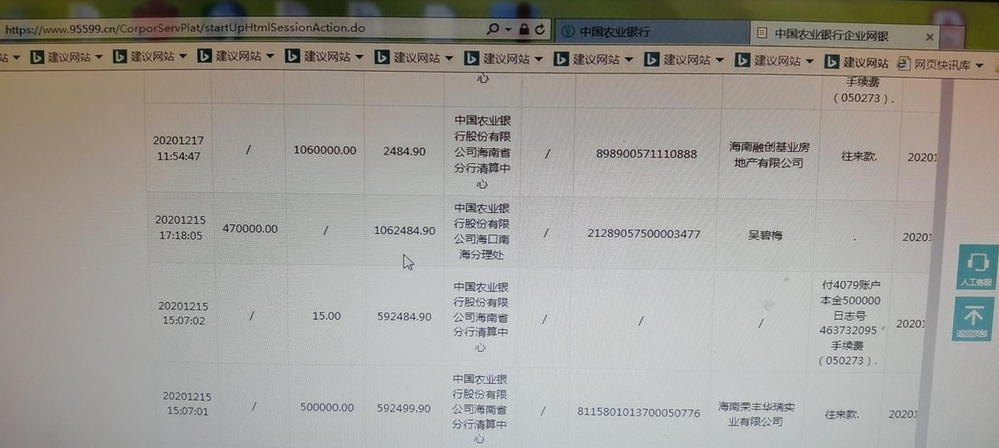 https://www.95599.cn/CorporServPlat/startUpHtmlSessionAction.do
中国农业银行
中国农业银行企业网银
站
建议网站
建议网站
建议网站
建议网站
建议网站
建议网站
建议网站
建议网站
建议网站
建议网站
网页快讯库
心
手续费
(050273).
20201217
11:54:47
/
1060000.00
2484.90
中国农业银
行股份有限
公司海南省
分行清算中
心
/
898900571110888
海南融创基业房
地产有限公司
往来款.
20201
20201215
17:18:05
470000.00
/
1062484.90
中国农业银
行股份有限
公司海口南
海分理处
/
21289057500003477
吴碧梅
.
20201
20201215
15:07:02
/
15.00
592484.90
中国农业银
行股份有限
公司海南省
分行清算中
心
/
/
/
付4079账户
本金500000
日志号
463732095
手续费
(050273).
20201
20201215
15:07:01
/
500000.00
592499.90
中国农业银
行股份有限
公司海南省
分行清算中
心
/
8115801013700050776
海南荣丰华瑞实
业有限公司
往来款.
20201
人工客服
返回顶部